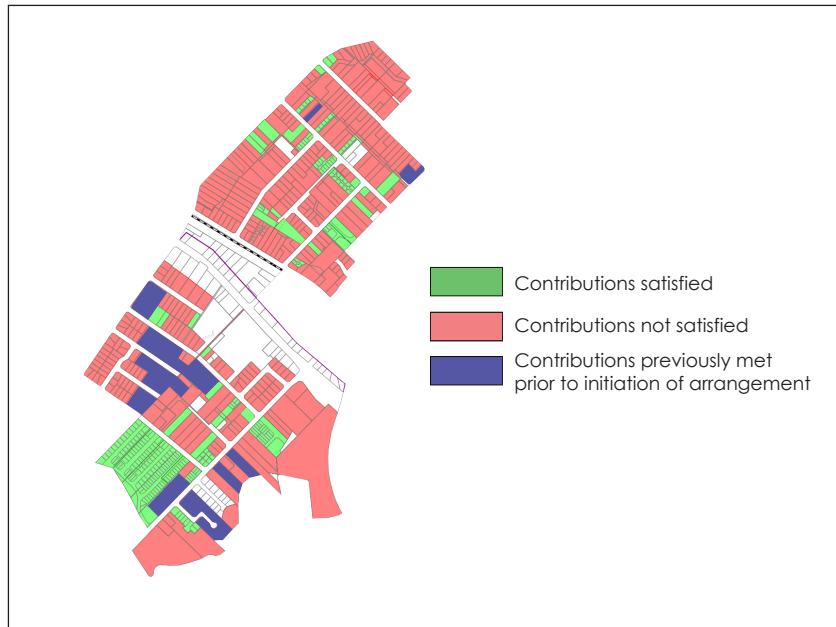 Contributions satisfied
Contributions not satisfied
Contributions previously met
prior to initiation of arrangement